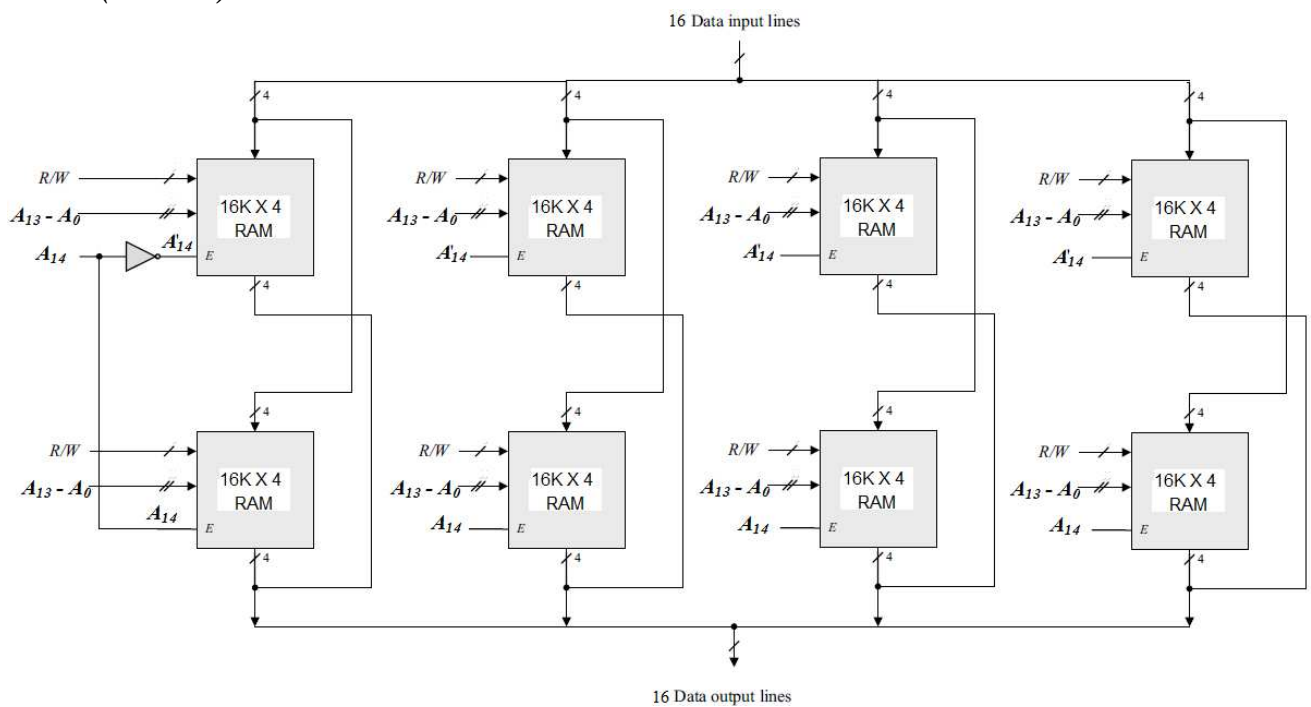 16 Data input lines
4 4 4 4
R/W R/W R/W R/W
A13 - A0 A13 - A0 A13 - A0 A13 - A0
16K X 4 16K X 4 16K X 4 16K X 4
RAM RAM RAM RAM
A14 A'14 E A'14 E A'14 E A'14 E
4 4 4 4
4 4 4 4
R/W R/W R/W R/W
A13 - A0 A13 - A0 A13 - A0 A13 - A0
16K X 4 16K X 4 16K X 4 16K X 4
RAM RAM RAM RAM
A14 E A14 E A14 E A14 E
4 4 4 4
16 Data output lines